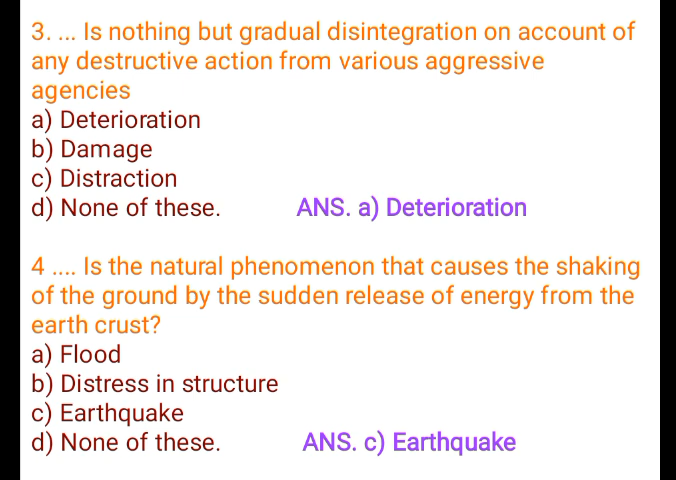 3. ... Is nothing but gradual disintegration on account of
any destructive action from various aggressive
agencies
a) Deterioration
b) Damage
c) Distraction
d) None of these. ANS. a) Deterioration
4 .... Is the natural phenomenon that causes the shaking
of the ground by the sudden release of energy from the
earth crust?
a) Flood
b) Distress in structure
c) Earthquake
d) None of these. ANS. c) Earthquake